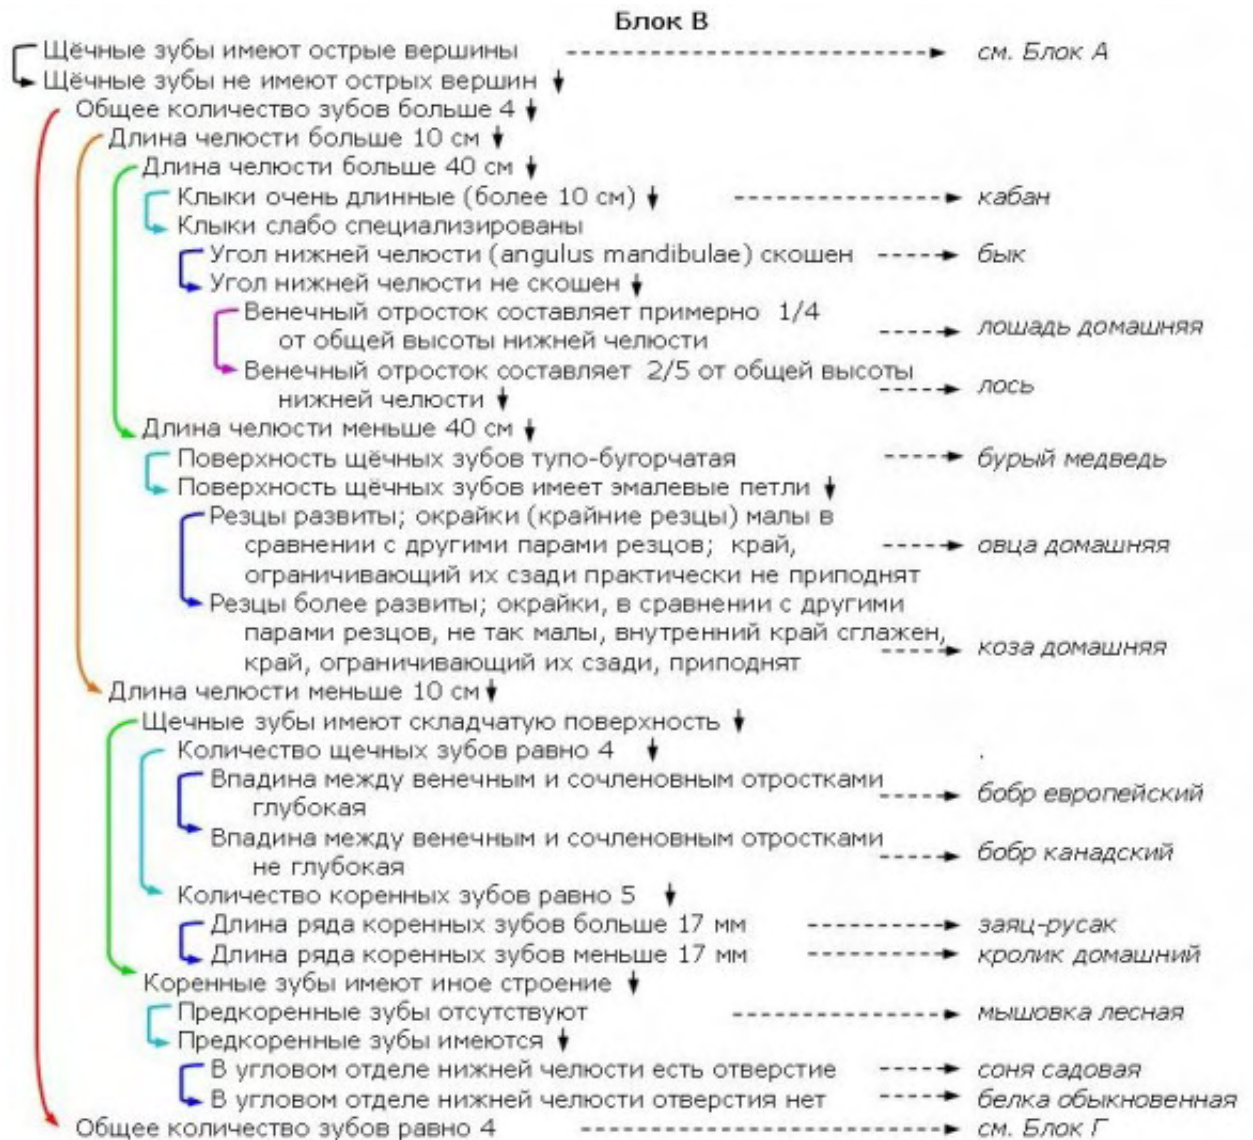 Блок В
Щёчные зубы имеют острые вершины см. Блок А
Щёчные зубы не имеют острых вершин
Общее количество зубов больше 4
Длина челюсти больше 10 см
Длина челюсти больше 40 см
Клыки очень длинные (более 10 см) кабан
Клыки слабо специализированы
Угол нижней челюсти (angulus mandibulae) скошен бык
Угол нижней челюсти не скошен
Венечный отросток составляет примерно 1/4
от общей высоты нижней челюсти лошадь домашняя
Венечный отросток составляет 2/5 от общей высоты
нижней челюсти лось
Длина челюсти меньше 40 см
Поверхность щёчных зубов тупо-бугорчатая бурый медведь
Поверхность щёчных зубов имеет эмалевые петли
Резцы развиты; окрайки (крайние резцы) малы в
сравнении с другими парами резцов; край, овца домашняя
ограничивающий их сзади практически не приподнят
Резцы более развиты; окрайки, в сравнении с другими
парами резцов, не так малы, внутренний край сглажен,
край, ограничивающий их сзади, приподнят коза домашняя
Длина челюсти меньше 10 см
Щечные зубы имеют складчатую поверхность
Количество щечных зубов равно 4
Впадина между венечным и сочленовным отростками
глубокая бобр европейский
Впадина между венечным и сочленовным отростками
не глубокая бобр канадский
Количество коренных зубов равно 5
Длина ряда коренных зубов больше 17 мм заяц-русак
Длина ряда коренных зубов меньше 17 мм кролик домашний
Коренные зубы имеют иное строение
Предкоренные зубы отсутствуют мышовка лесная
Предкоренные зубы имеются
В угловом отделе нижней челюсти есть отверстие соня садовая
В угловом отделе нижней челюсти отверстия нет белка обыкновенная
Общее количество зубов равно 4 см. Блок Г